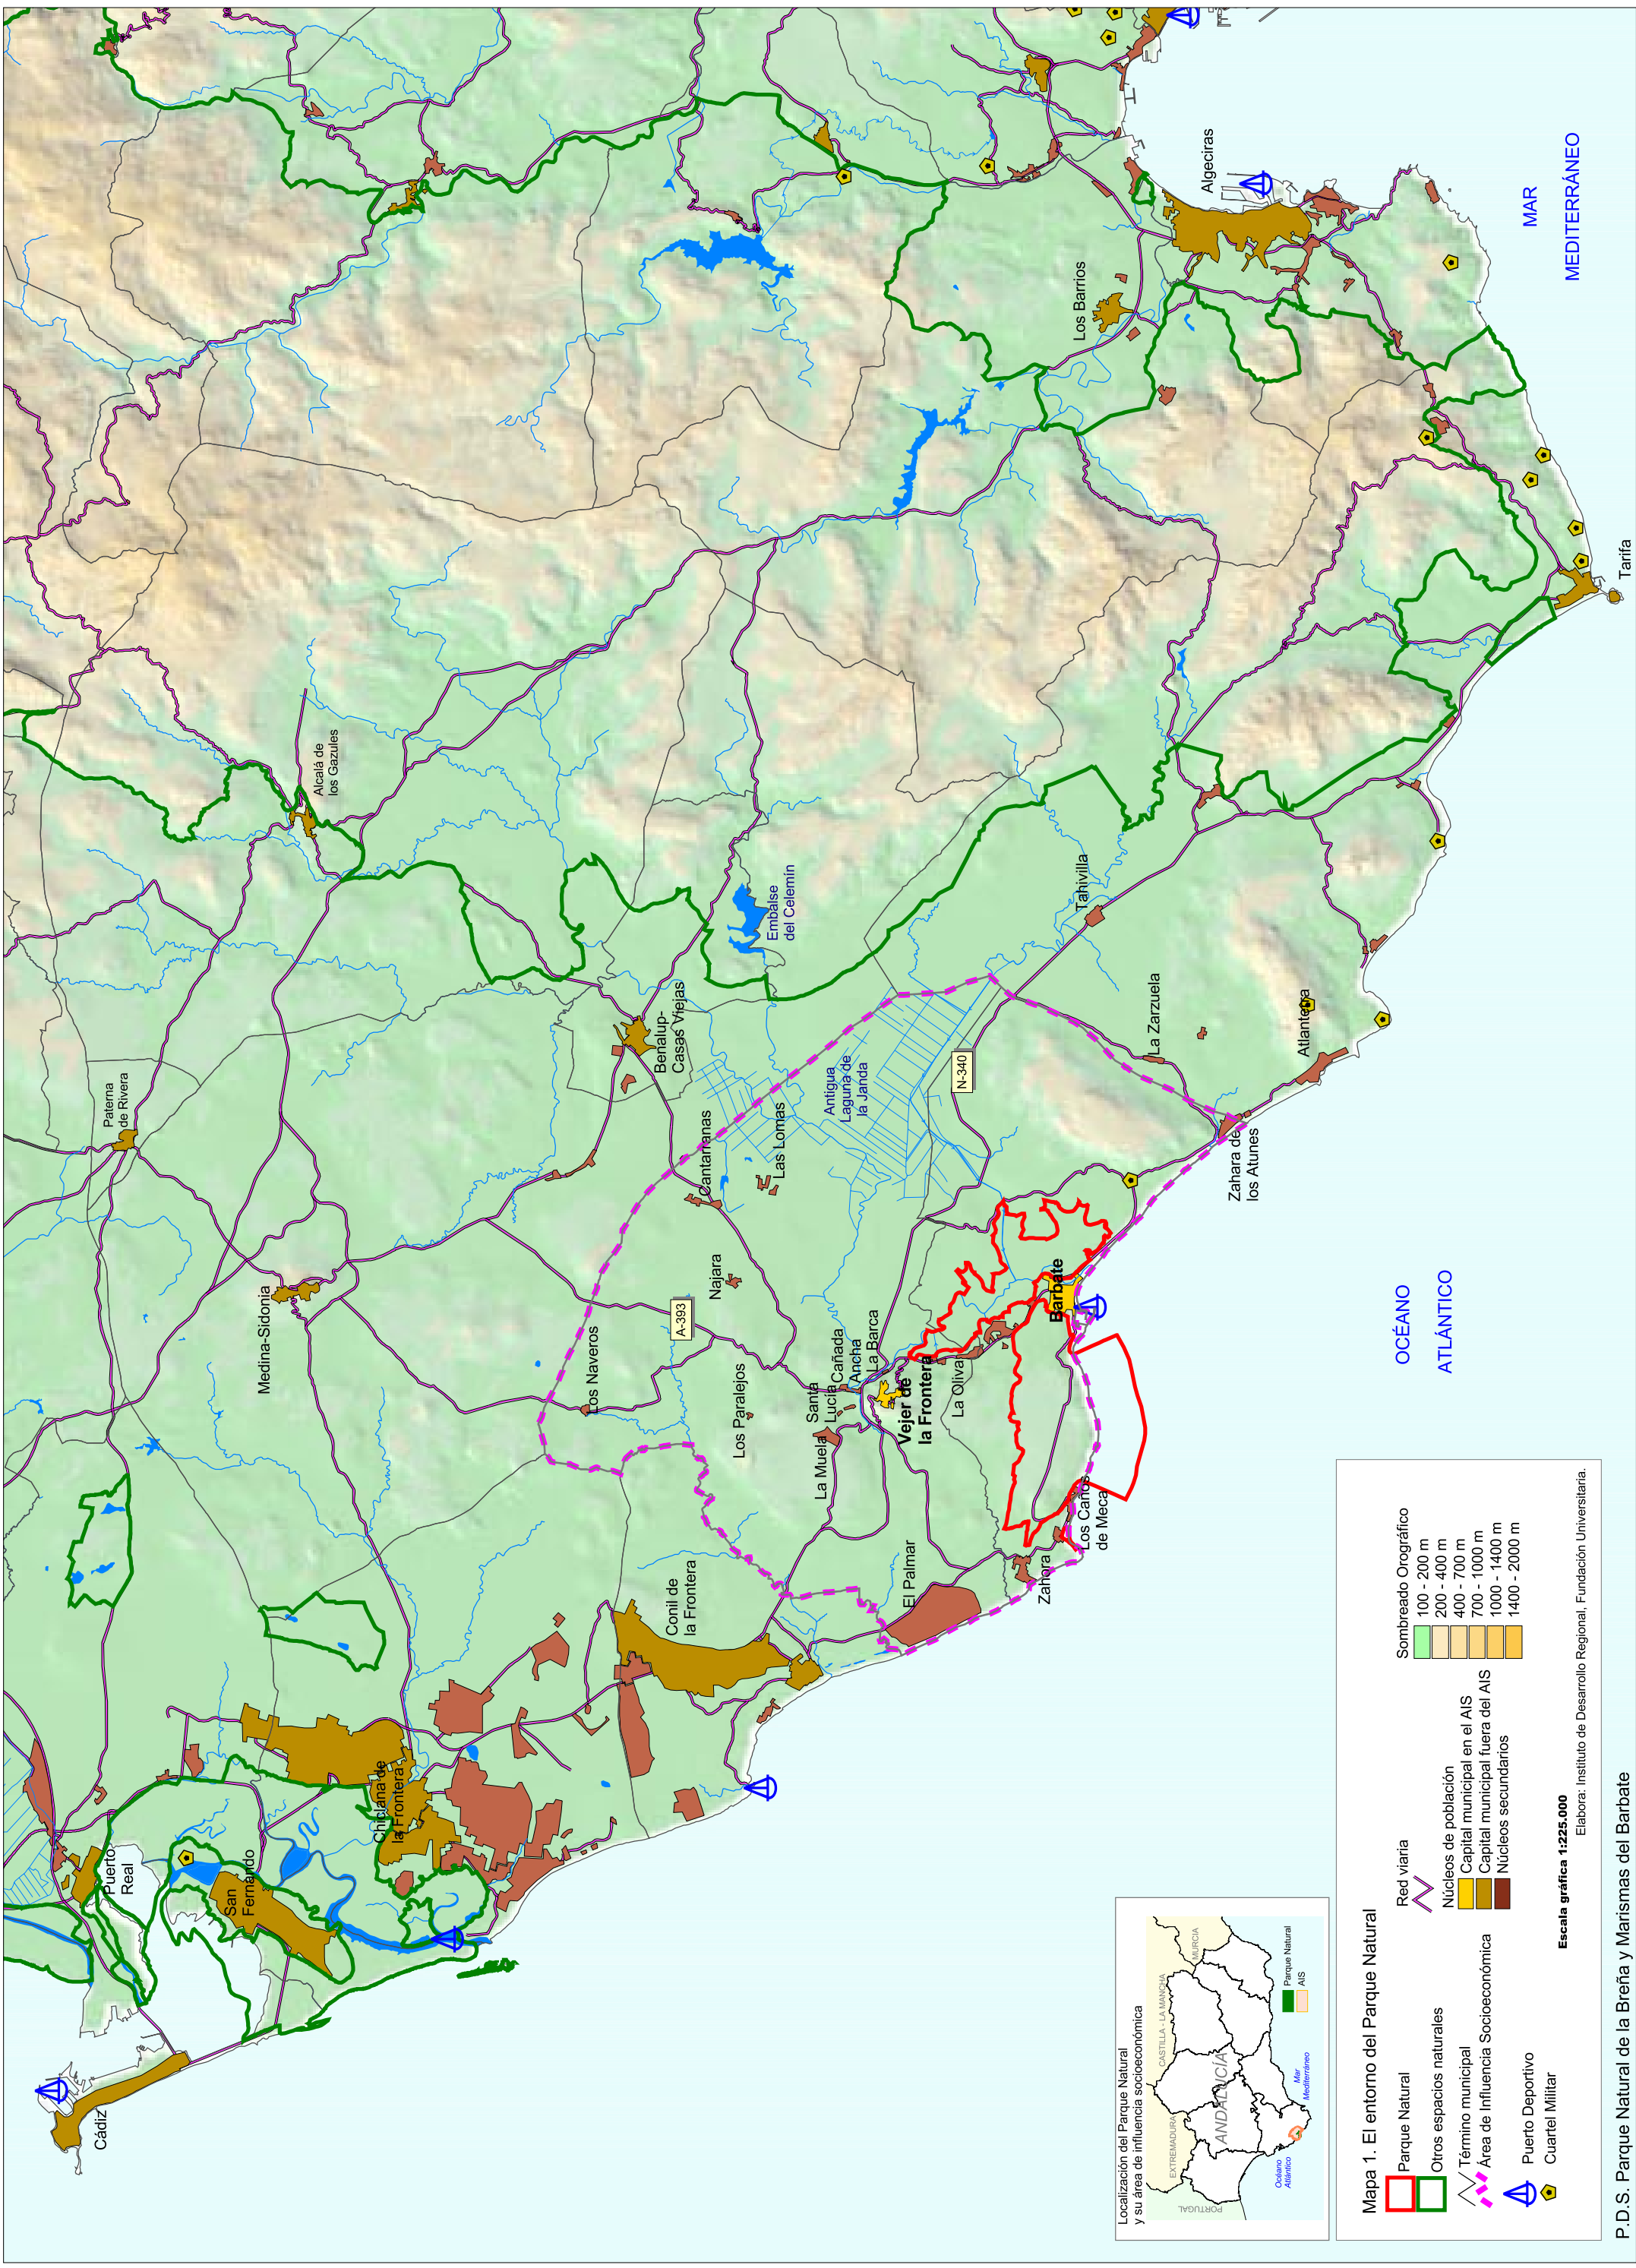 Cádiz
Puerto
Real
San
Fernando
Chiclana de
la Frontera
Conil de
la Frontera
Medina-Sidonia
Paterna
de Rivera
Alcalá de
los Gazules
Benalup-
Casas Viejas
Embalse
del Celemín
Los Naveros
A-393
Najara
Cantarranas
Las Lomas
Los Paralejos
La Muela
Santa
Lucía
Cañada
Ancha
La Barca
Vejer de
la Frontera
La Oliva
El Palmar
Zahora
Los Caños
de Meca
Barbate
Antigua
Laguna de
la Janda
N-340
Tahivilla
La Zarzuela
Zahara de
los Atunes
Atlanterra
Los Barrios
Algeciras
Tarifa
MAR
MEDITERRÁNEO
OCÉANO
ATLÁNTICO
Localización del Parque Natural
y su área de influencia socioeconómica
PORTUGAL
EXTREMADURA
CASTILLA - LA MANCHA
MURCIA
ANDALUCÍA
Océano
Atlántico
Mar
Mediterráneo
Parque Natural
AIS
Mapa 1. El entorno del Parque Natural
Parque Natural
Otros espacios naturales
Término municipal
Área de Influencia Socioeconómica
Puerto Deportivo
Cuartel Militar
Red viaria
Núcleos de población
Capital municipal en el AIS
Capital municipal fuera del AIS
Núcleos secundarios
Sombreado Orográfico
100 - 200 m
200 - 400 m
400 - 700 m
700 - 1000 m
1000 - 1400 m
1400 - 2000 m
Escala gráfica 1:225.000
Elabora: Instituto de Desarrollo Regional. Fundación Universitaria.
P.D.S. Parque Natural de la Breña y Marismas del Barbate